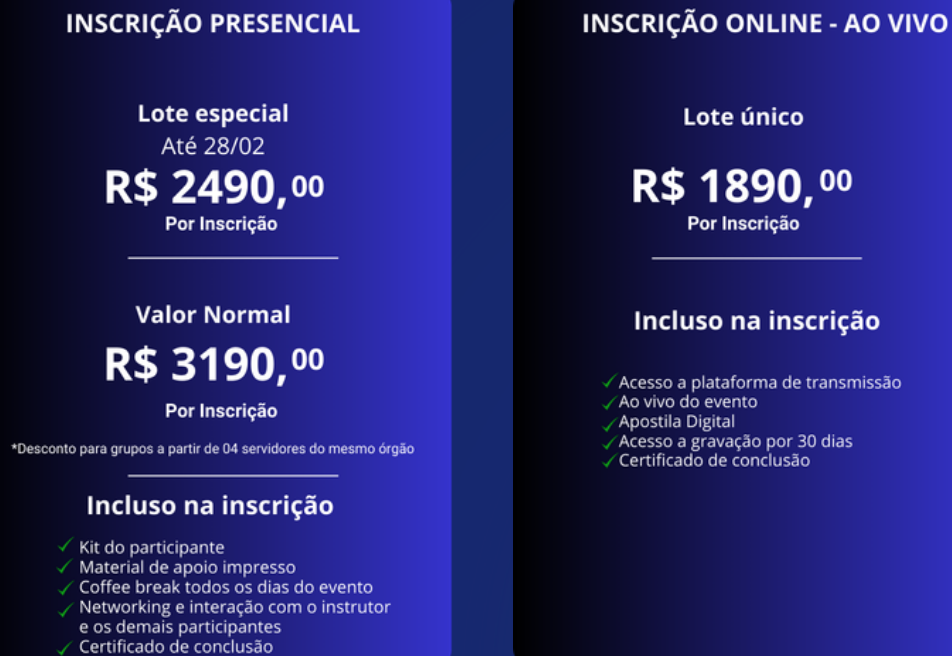 INSCRIÇÃO PRESENCIAL
Lote especial
Até 28/02
R$ 2490,00
Por Inscrição
Valor Normal
R$ 3190,00
Por Inscrição
*Desconto para grupos a partir de 04 servidores do mesmo órgão
Incluso na inscrição
Kit do participante
Material de apoio impresso
Coffee break todos os dias do evento
Networking e interação com o instrutor
e os demais participantes
Certificado de conclusão
INSCRIÇÃO ONLINE - AO VIVO
Lote único
R$ 1890,00
Por Inscrição
Incluso na inscrição
Acesso a plataforma de transmissão
Ao vivo do evento
Apostila Digital
Acesso a gravação por 30 dias
Certificado de conclusão